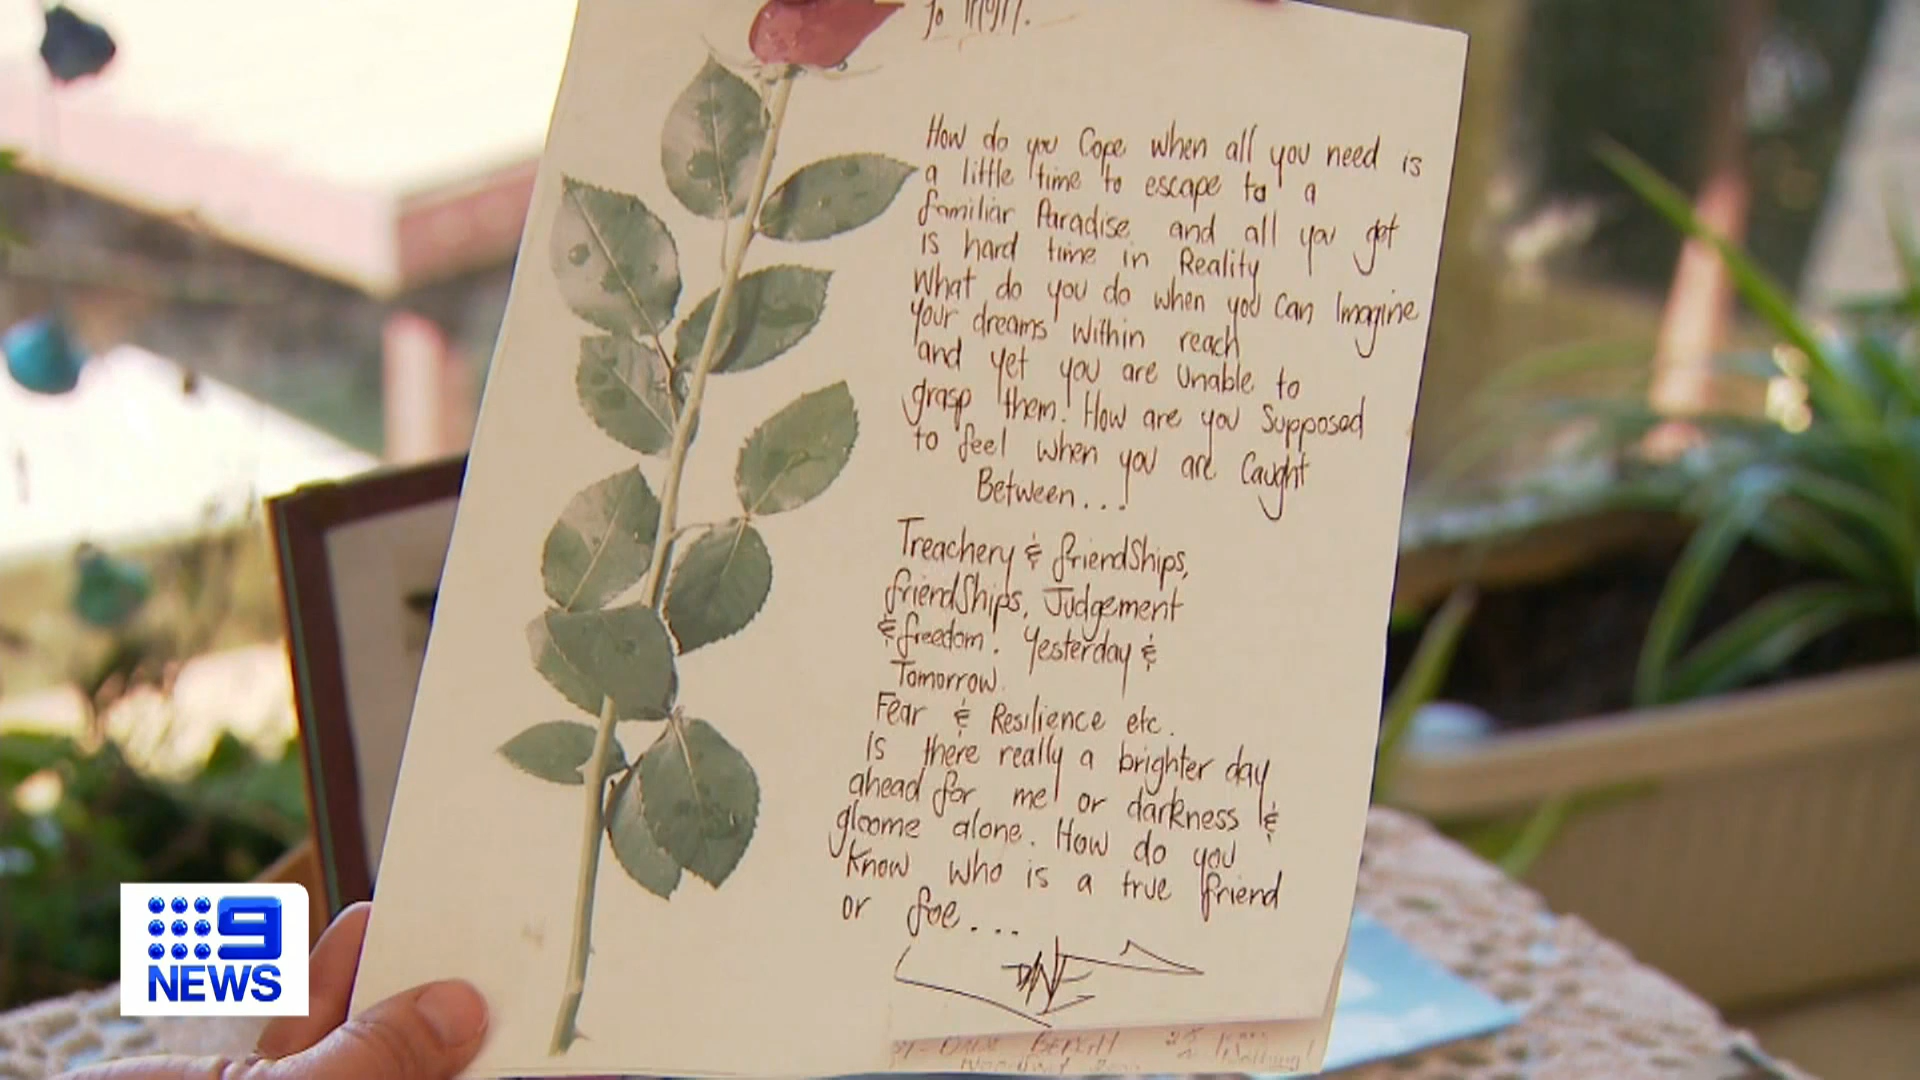 To
How do you Cope when all you need is
a little time to escape to a
familiar Paradise and all you get
is hard time in Reality
What do you do when you can Imagine
your dreams within reach
and yet you are Unable to
grasp them! How are you Supposed
to feel when you are Caught
Between...!
Treachery & friendShips,
friendShips, Judgement
& freedom! Yesterday &
Tomorrow.
Fear & Resilience etc.
Is there really a brighter day
ahead for me or darkness &
gloome alone. How do you
know who is a true friend
or foe...
9
NEWS